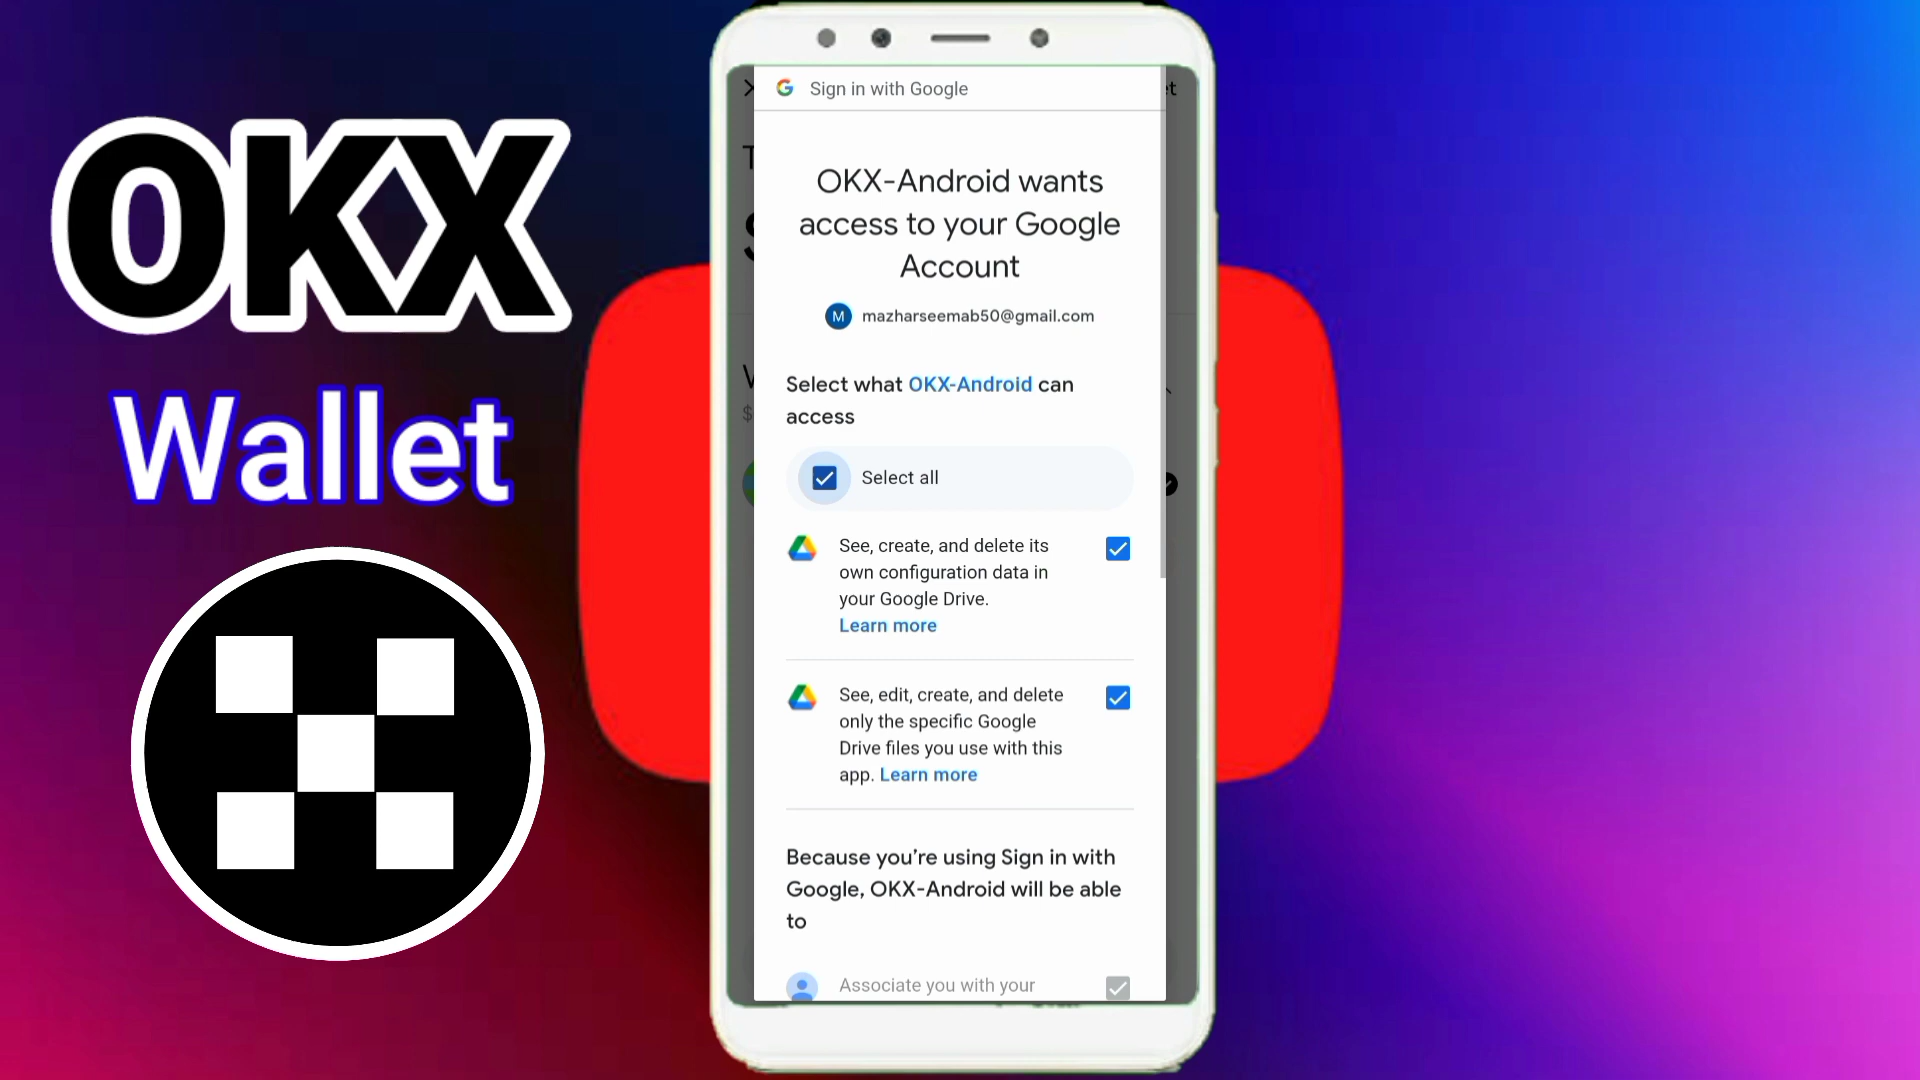 OKX
Wallet
Sign in with Google
et
T
OKX-Android wants
access to your Google
Account
M
mazharseemab50@gmail.com
Select what OKX-Android can
access
$
Select all
See, create, and delete its
own configuration data in
your Google Drive.
Learn more
See, edit, create, and delete
only the specific Google
Drive files you use with this
app. Learn more
Because you’re using Sign in with
Google, OKX-Android will be able
to
Associate you with your